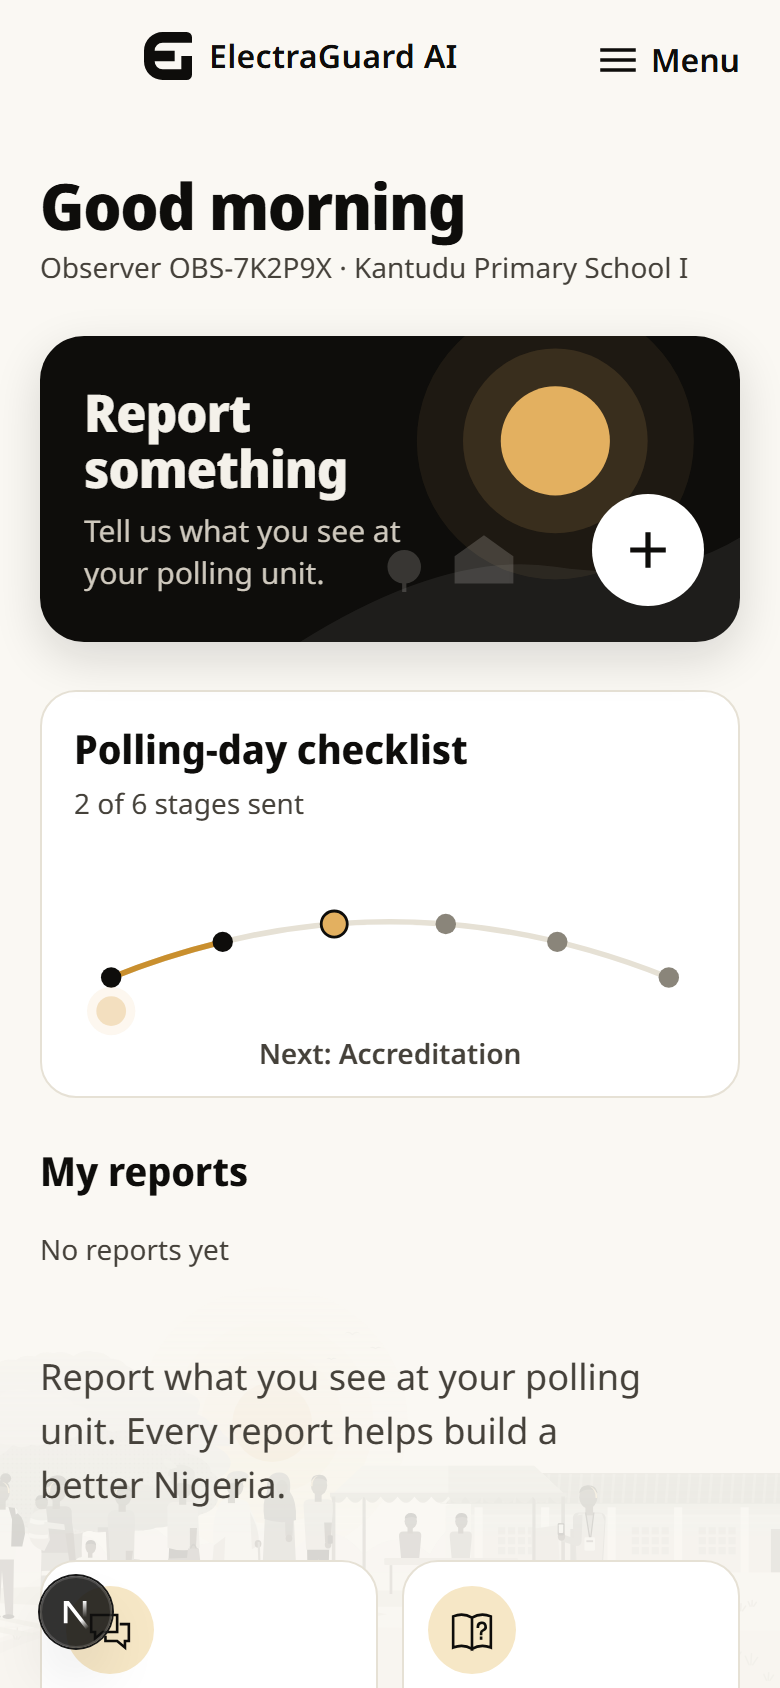 ElectraGuard AI
Menu
Good morning
Observer OBS-7K2P9X · Kantudu Primary School I
Report
something
Tell us what you see at
your polling unit.
Polling-day checklist
2 of 6 stages sent
Next: Accreditation
My reports
No reports yet
Report what you see at your polling
unit. Every report helps build a
better Nigeria.
N
?